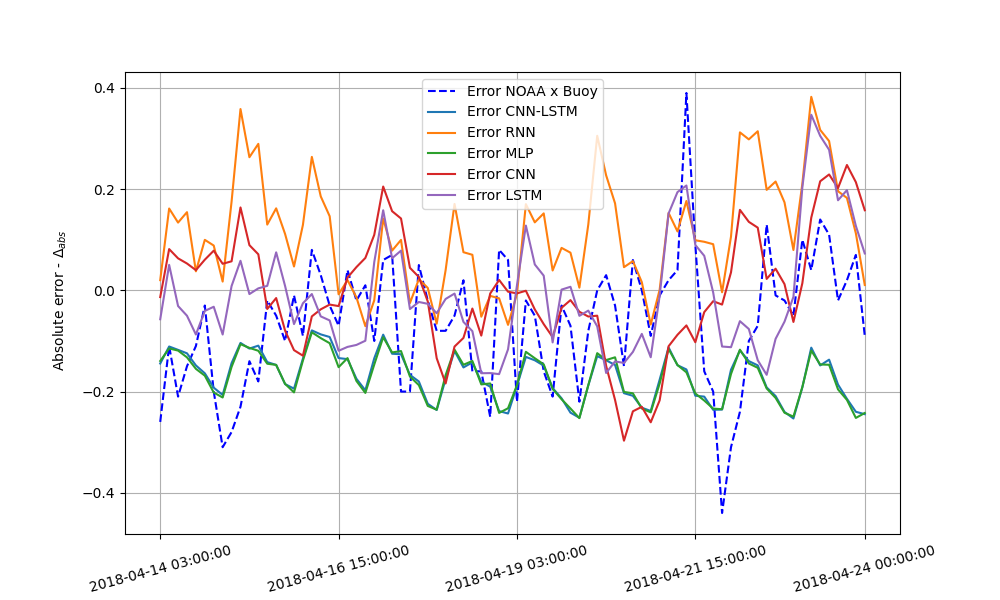 Absolute error - Δabs
0.4
0.2
0.0
−0.2
−0.4
Error NOAA x Buoy
Error CNN-LSTM
Error RNN
Error MLP
Error CNN
Error LSTM
2018-04-14 03:00:00
2018-04-16 15:00:00
2018-04-19 03:00:00
2018-04-21 15:00:00
2018-04-24 00:00:00